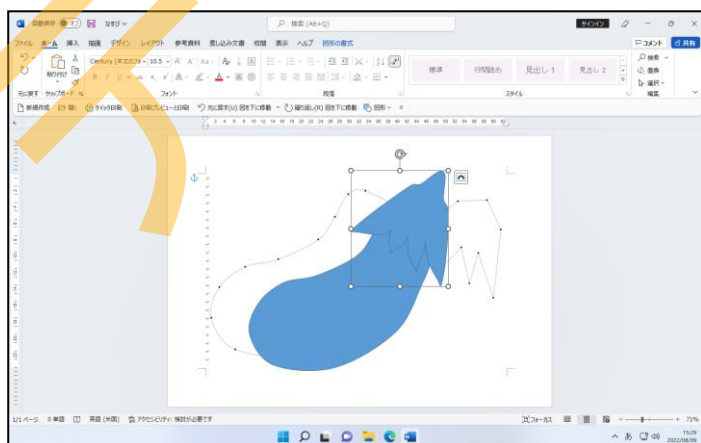 自動保存 オフ なすび
検索 (Alt+Q)
サインイン
ファイル ホーム 挿入 描画 デザイン レイアウト 参考資料 差し込み文書 校閲 表示 ヘルプ 図形の書式
コメント 共有
貼り付け
Century (本文のフォ 10.5
標準 行間詰め 見出し 1 見出し 2
検索
置換
選択
元に戻す クリップボード フォント 段落 スタイル 編集
新規作成 開く クイック印刷 印刷プレビューと印刷 元に戻す(U) 図を下に移動 繰り返し(R) 図を下に移動 図形
1/1 ページ 0 単語 英語 (米国) アクセシビリティ: 検討が必要です
フォーカス
71%
あ
15:29
2022/08/09